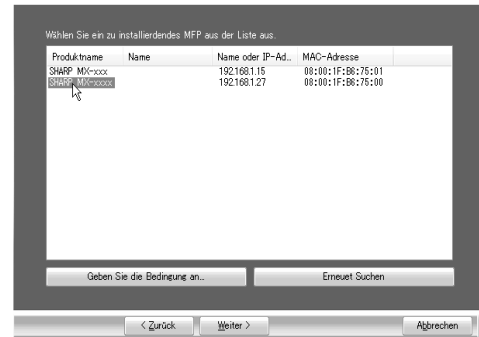 Wählen Sie ein zu installierdendes MFP aus der Liste aus.
Produktname Name Name oder IP-Ad... MAC-Adresse
SHARP MX-xxx 192.168.1.15 08:00:1F:B6:75:01
SHARP MX-xxxx 192.168.1.27 08:00:1F:B6:75:00
Geben Sie die Bedingung an... Erneuet Suchen
< Zurück Weiter > Abbrechen